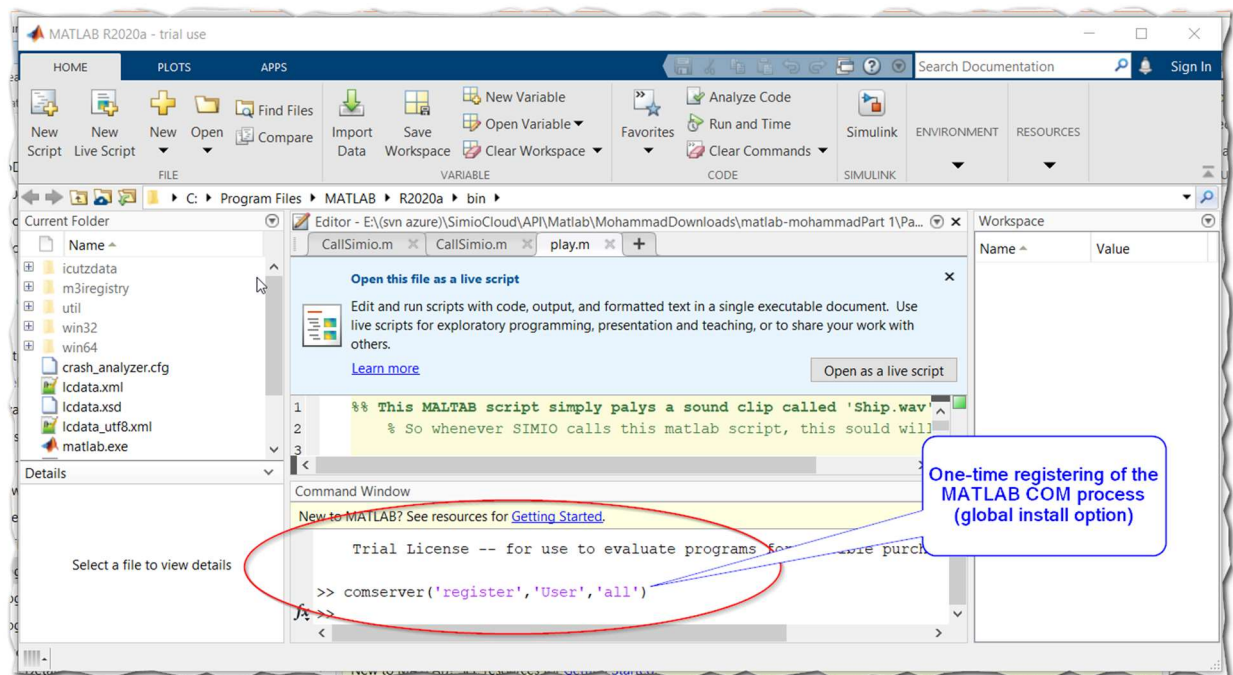 MATLAB R2020a - trial use
HOME PLOTS APPS Search Documentation Sign In
New Script
New Live Script
New
Open
Find Files
Compare
FILE
Import Data
Save Workspace
New Variable
Open Variable
Clear Workspace
VARIABLE
Favorites
Analyze Code
Run and Time
Clear Commands
CODE
Simulink
SIMULINK
ENVIRONMENT
RESOURCES
C: Program Files MATLAB R2020a bin
Current Folder
Name
icutzdata
m3iregistry
util
win32
win64
crash_analyzer.cfg
lcdata.xml
lcdata.xsd
lcdata_utf8.xml
matlab.exe
Details
Select a file to view details
Editor - E:\(svn azure)\SimioCloud\API\Matlab\MohammadDownloads\matlab-mohammadPart 1\Pa...
CallSimio.m CallSimio.m play.m
Open this file as a live script
Edit and run scripts with code, output, and formatted text in a single executable document. Use
live scripts for exploratory programming, presentation and teaching, or to share your work with
others.
Learn more
Open as a live script
1 %% This MALTAB script simply palys a sound clip called 'Ship.wav'
2 % So whenever SIMIO calls this matlab script, this sould will
3
Command Window
New to MATLAB? See resources for Getting Started.
Trial License -- for use to evaluate programs for
>> comserver('register','User','all')
fx >>
Workspace
Name Value
One-time registering of the
MATLAB COM process
(global install option)